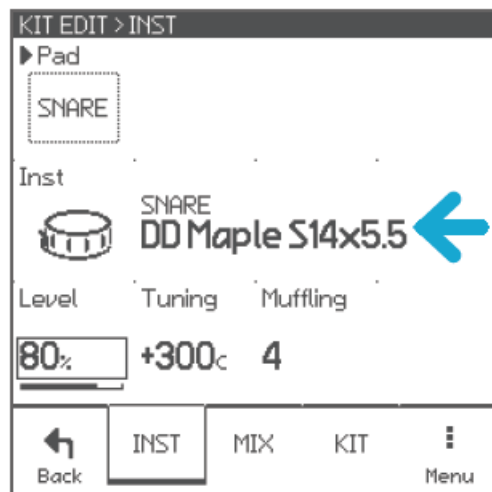 KIT EDIT > INST
Pad
SNARE
Inst
SNARE
DD Maple S14x5.5
Level Tuning Muffling
80% +300c 4
Back INST MIX KIT Menu